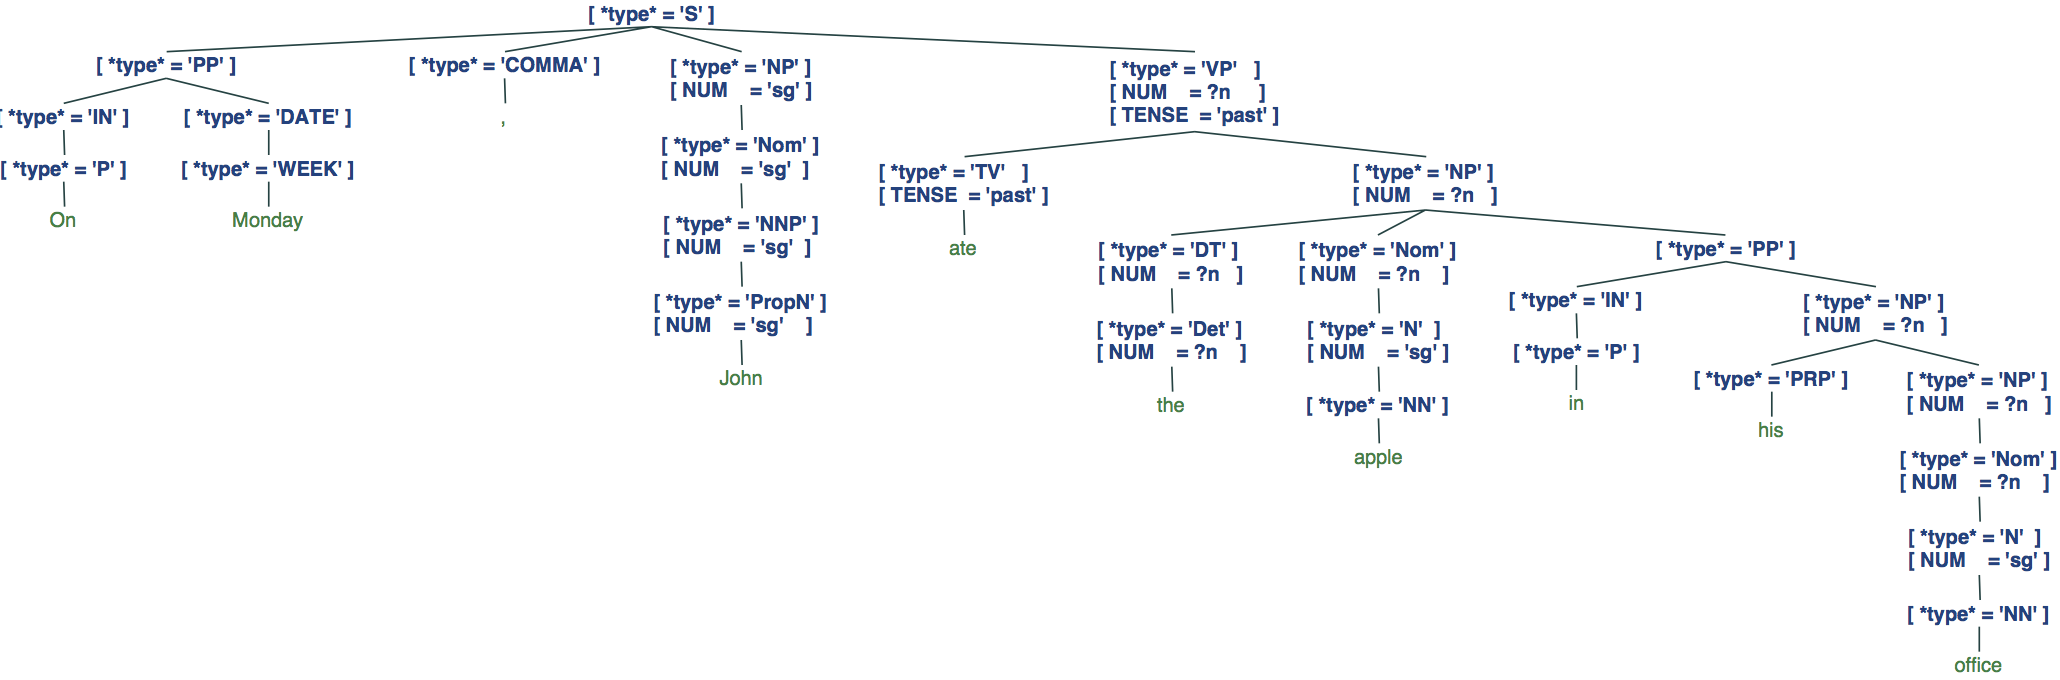 [ *type* = 'S' ]
[ *type* = 'PP' ]
[ *type* = 'COMMA' ]
[ *type* = 'NP' ]
[ NUM = 'sg' ]
[ *type* = 'VP' ]
[ NUM = ?n ]
[ TENSE = 'past' ]
[ *type* = 'IN' ]
[ *type* = 'DATE' ]
,
[ *type* = 'P' ]
[ *type* = 'WEEK' ]
On
Monday
[ *type* = 'Nom' ]
[ NUM = 'sg' ]
[ *type* = 'NNP' ]
[ NUM = 'sg' ]
[ *type* = 'PropN' ]
[ NUM = 'sg' ]
John
[ *type* = 'TV' ]
[ TENSE = 'past' ]
ate
[ *type* = 'NP' ]
[ NUM = ?n ]
[ *type* = 'DT' ]
[ NUM = ?n ]
[ *type* = 'Det' ]
[ NUM = ?n ]
the
[ *type* = 'Nom' ]
[ NUM = ?n ]
[ *type* = 'N' ]
[ NUM = 'sg' ]
[ *type* = 'NN' ]
apple
[ *type* = 'PP' ]
[ *type* = 'IN' ]
[ *type* = 'P' ]
in
[ *type* = 'NP' ]
[ NUM = ?n ]
[ *type* = 'PRP' ]
his
[ *type* = 'NP' ]
[ NUM = ?n ]
[ *type* = 'Nom' ]
[ NUM = ?n ]
[ *type* = 'N' ]
[ NUM = 'sg' ]
[ *type* = 'NN' ]
office